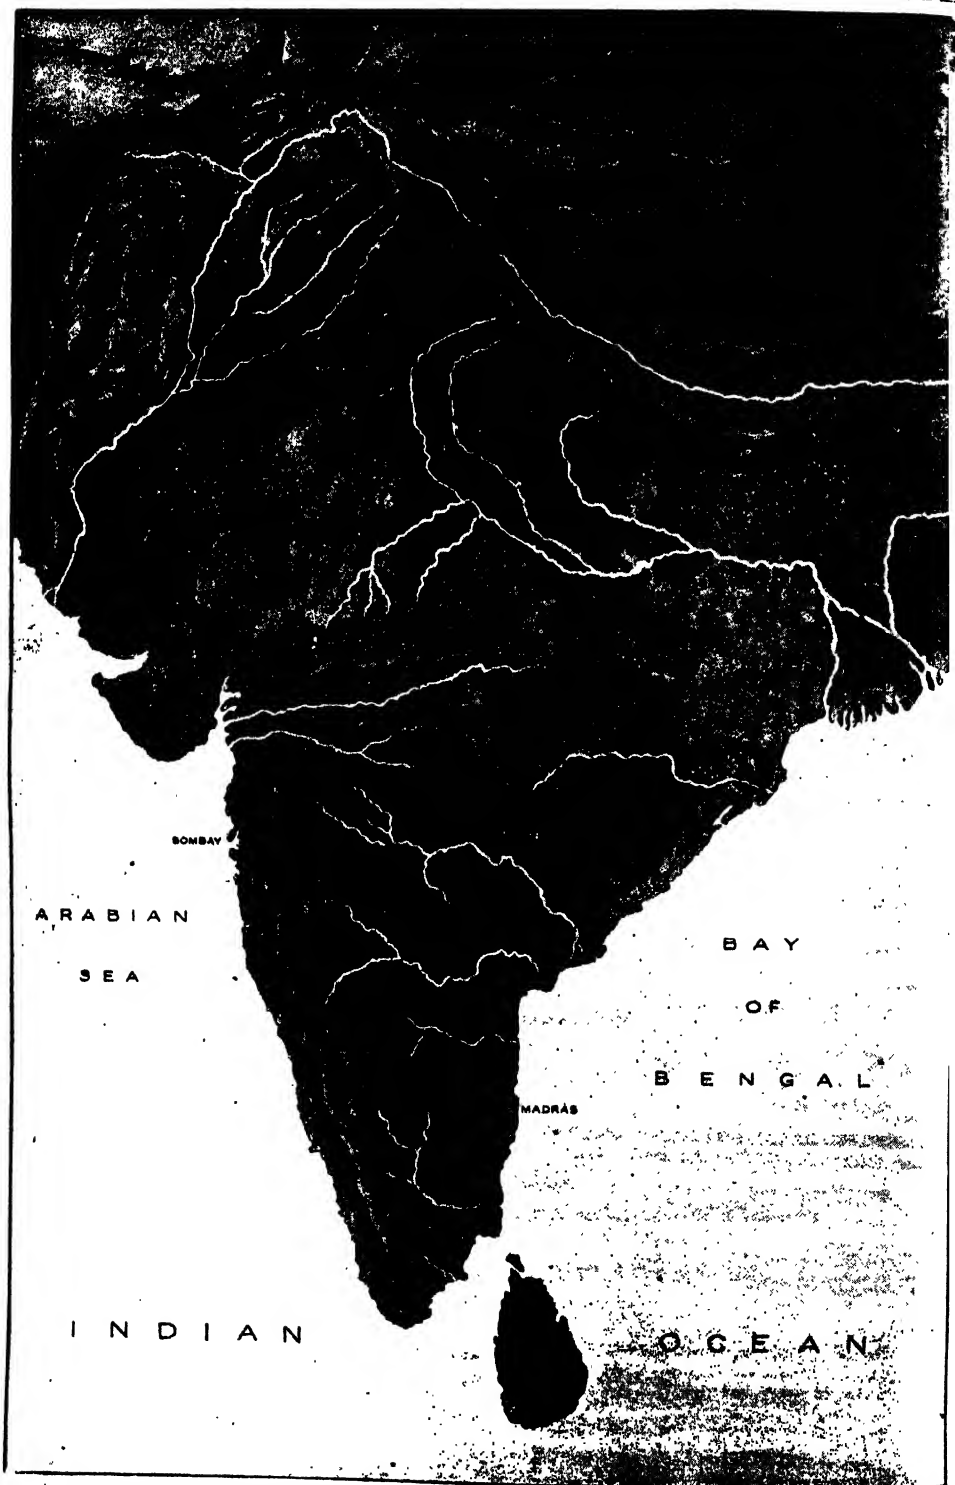 BOMBAY
ARABIAN
SEA
BAY
OF
BENGAL
MADRAS
INDIAN OCEAN